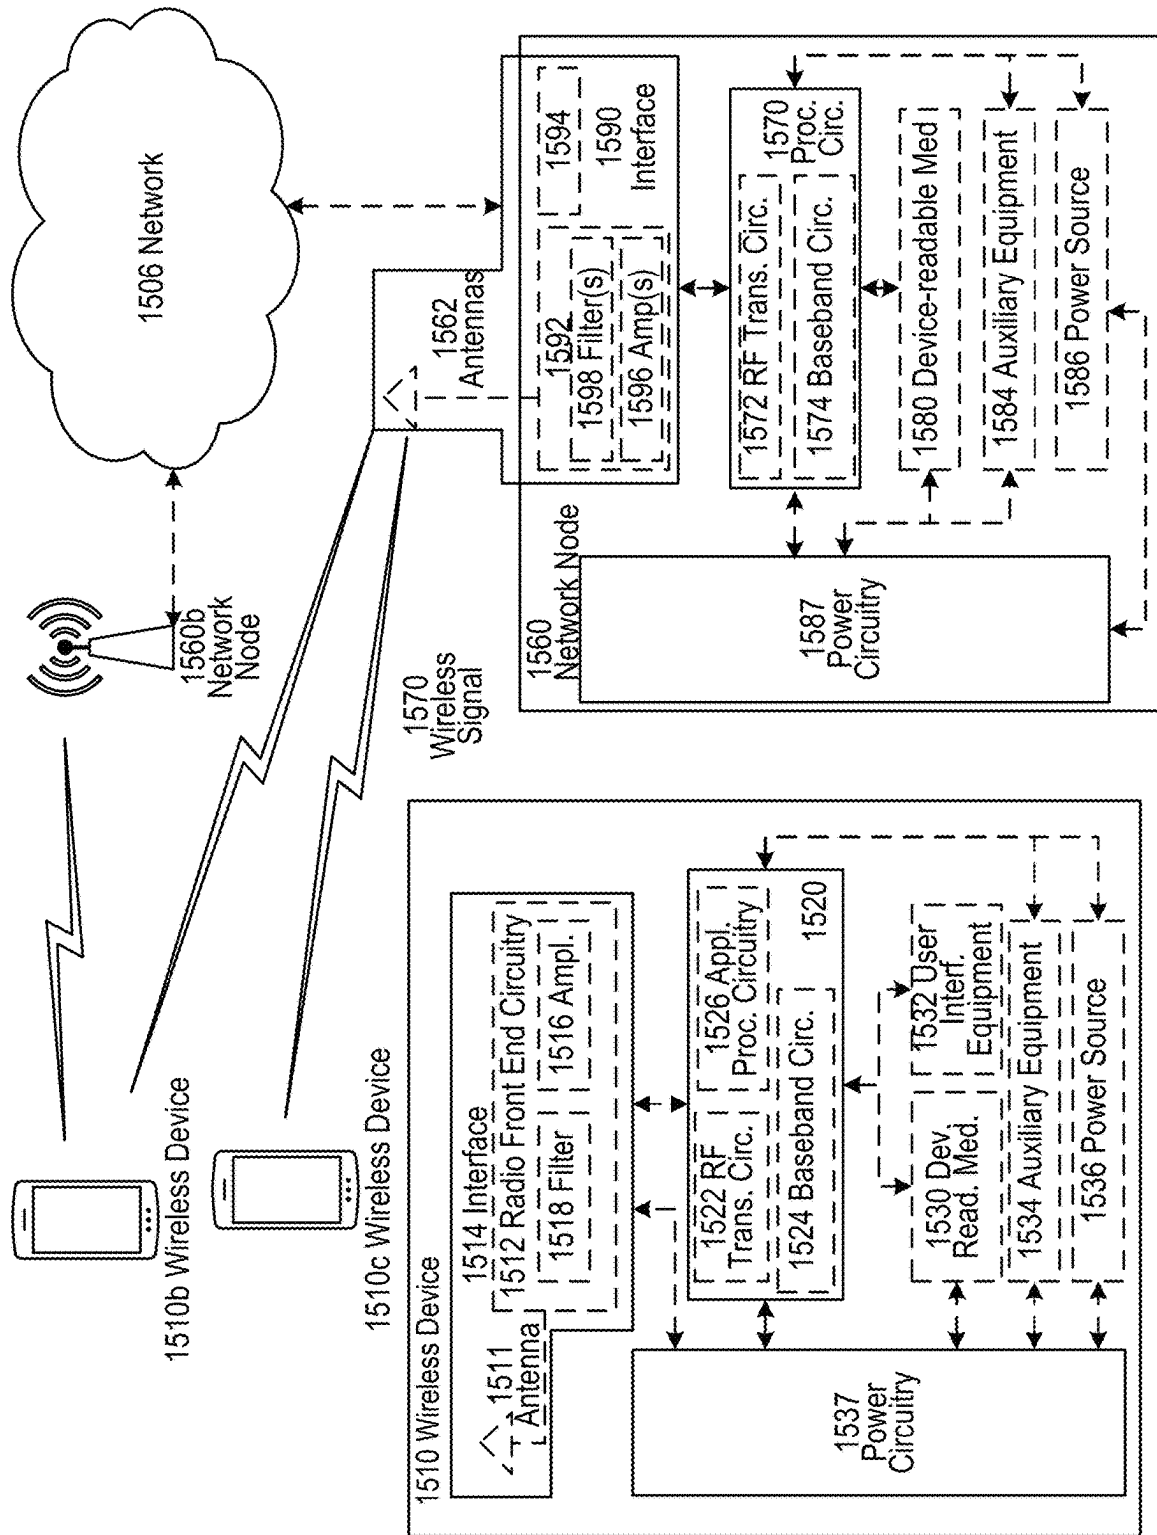 1506 Network
1560b
Network
Node
1510b Wireless Device
1510c Wireless Device
1570
Wireless
Signal
1510 Wireless Device
1511
Antenna
1514 Interface
1512 Radio Front End Circuitry
1518 Filter
1516 Ampl.
1522 RF
Trans. Circ.
1526 Appl.
Proc. Circuitry
1524 Baseband Circ.
1520
1537
Power
Circuitry
1530 Dev.
Read. Med.
1532 User
Interf.
Equipment
1534 Auxiliary Equipment
1536 Power Source
1560
Network Node
1562
Antennas
1592
1598 Filter(s)
1596 Amp(s)
1594
1590
Interface
1572 RF Trans. Circ.
1574 Baseband Circ.
1570
Proc.
Circ.
1587
Power
Circuitry
1580 Device-readable Med
1584 Auxiliary Equipment
1586 Power Source